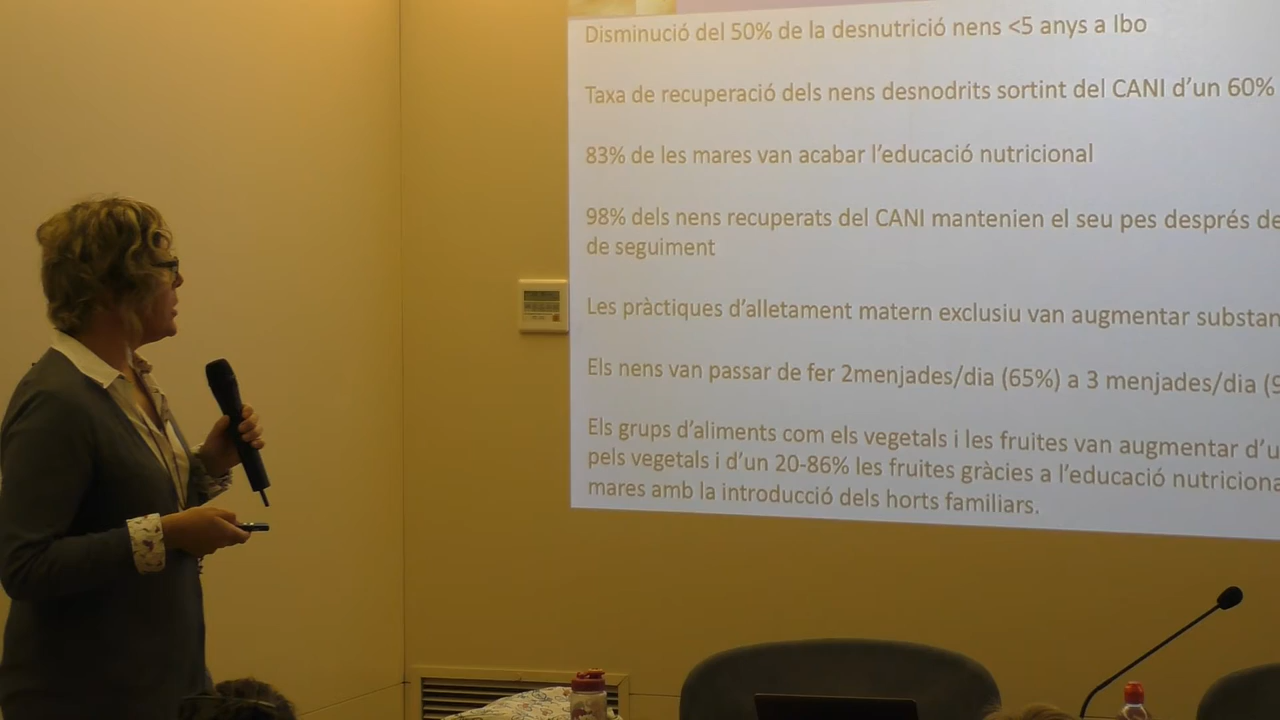 Disminució del 50% de la desnutrició nens <5 anys a Ibo
Taxa de recuperació dels nens desnodrits sortint del CANI d'un 60%
83% de les mares van acabar l'educació nutricional
98% dels nens recuperats del CANI mantenien el seu pes després de
de seguiment
Les pràctiques d'alletament matern exclusiu van augmentar substan
Els nens van passar de fer 2menjades/dia (65%) a 3 menjades/dia (9
Els grups d'aliments com els vegetals i les fruites van augmentar d'u
pels vegetals i d'un 20-86% les fruites gràcies a l'educació nutriciona
mares amb la introducció dels horts familiars.